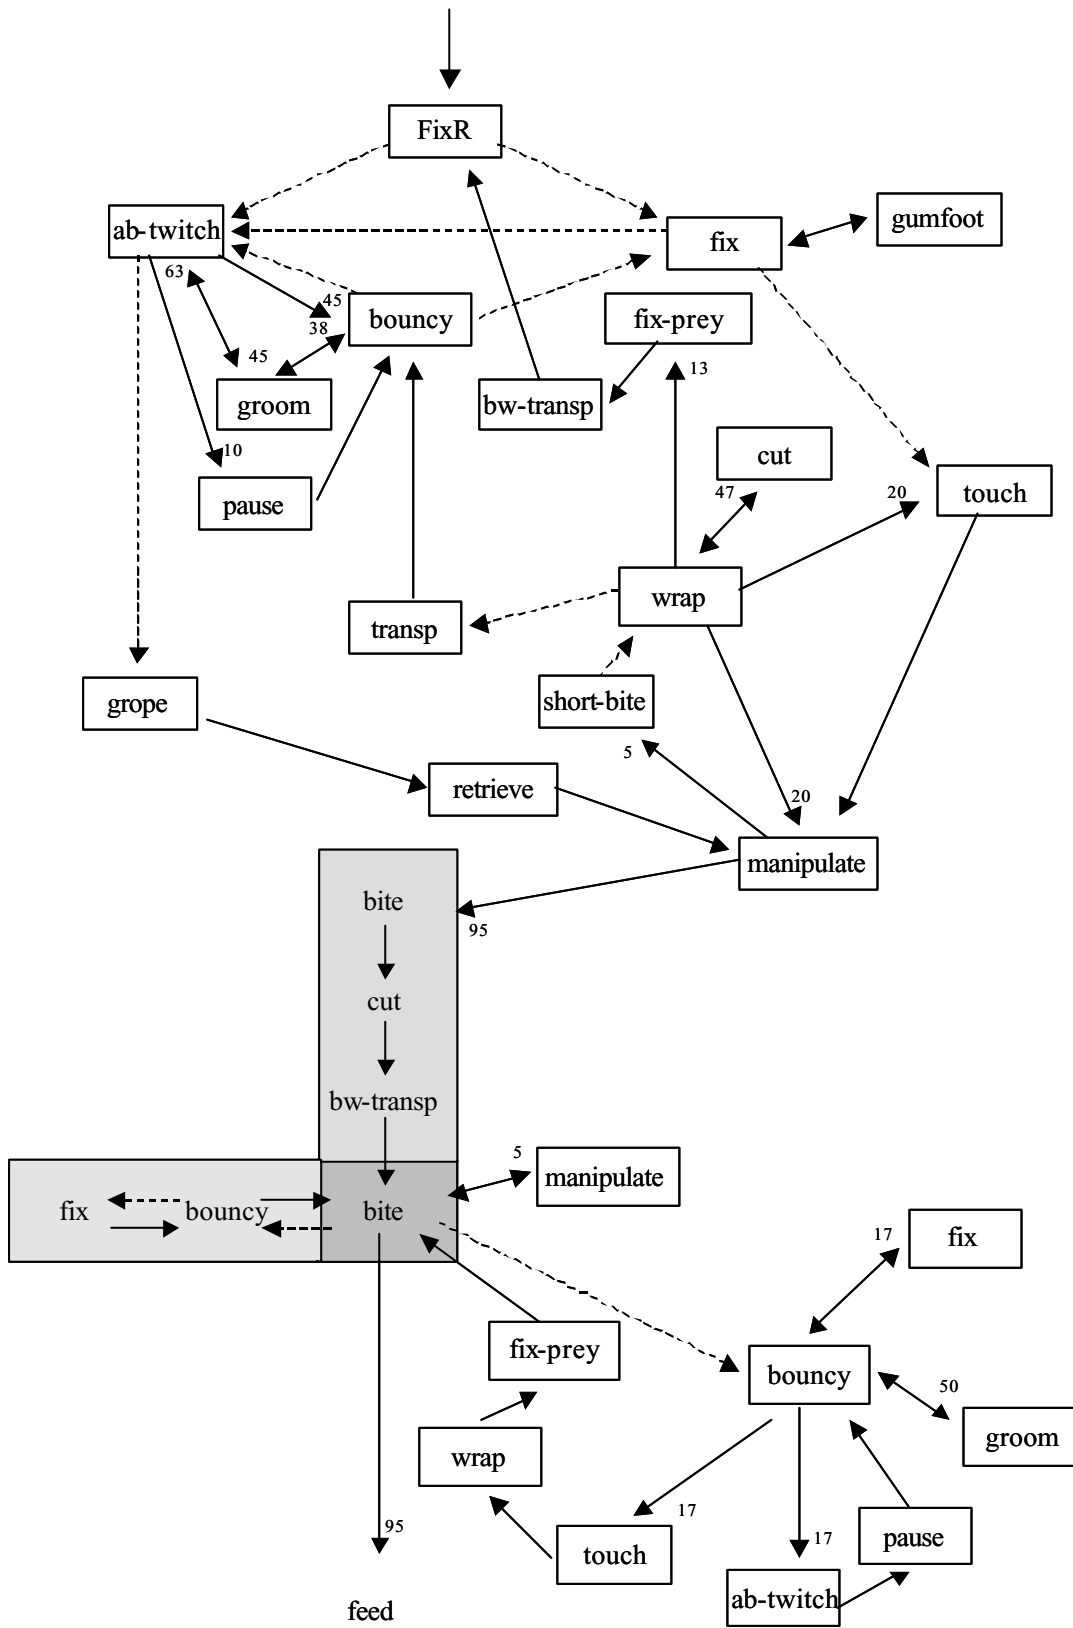 FixR
ab-twitch
fix
gumfoot
63
45
38
bouncy
fix-prey
45
groom
bw-transp
13
10
pause
cut
47
20
touch
transp
wrap
grope
short-bite
5
retrieve
20
manipulate
95
bite
cut
bw-transp
5
manipulate
fix
bouncy
bite
17
fix
fix-prey
bouncy
50
groom
wrap
17
95
touch
17
pause
ab-twitch
feed